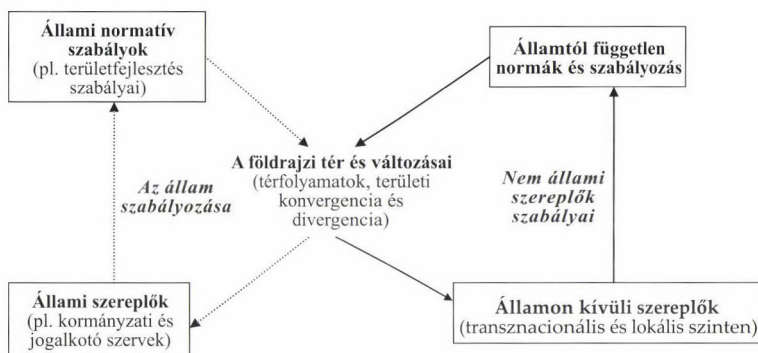 Állami normatív
szabályok
(pl. területfejlesztés
szabályai)
Államtól független
normák és szabályozás
A földrajzi tér és változásai
(térfolyamatok, területi
konvergencia és
divergencia)
Az állam
szabályozása
Nem állami
szereplők
szabályai
Állami szereplők
(pl. kormányzati és
jogalkotó szervek)
Államon kívüli szereplők
(transznacionális és lokális szinten)